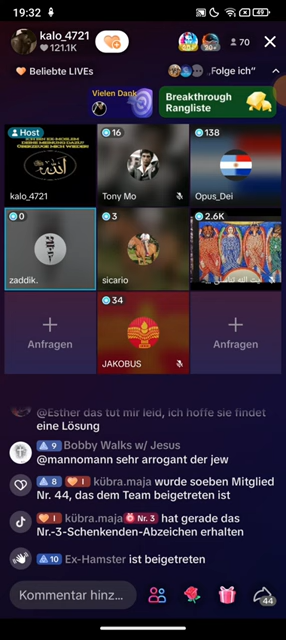 19:32
49
kalo_4721
121.1K
20+
70
Beliebte LIVEs
„Folge ich“
Vielen Dank
Breakthrough
Rangliste
Host
16
138
الله
kalo_4721
Tony Mo
Opus_Dei
0
3
2.6K
zaddik.
sicario
Anfragen
34
JAKOBUS
Anfragen
@Esther das tut mir leid, ich hoffe sie findet
eine Lösung
9 Bobby Walks w/ Jesus
@mannomann sehr arrogant der jew
8 I kübra.maja wurde soeben Mitglied
Nr. 44, das dem Team beigetreten ist
I kübra.maja Nr. 3 hat gerade das
Nr.-3-Schenkenden-Abzeichen erhalten
10 Ex-Hamster ist beigetreten
Kommentar hinz...
44